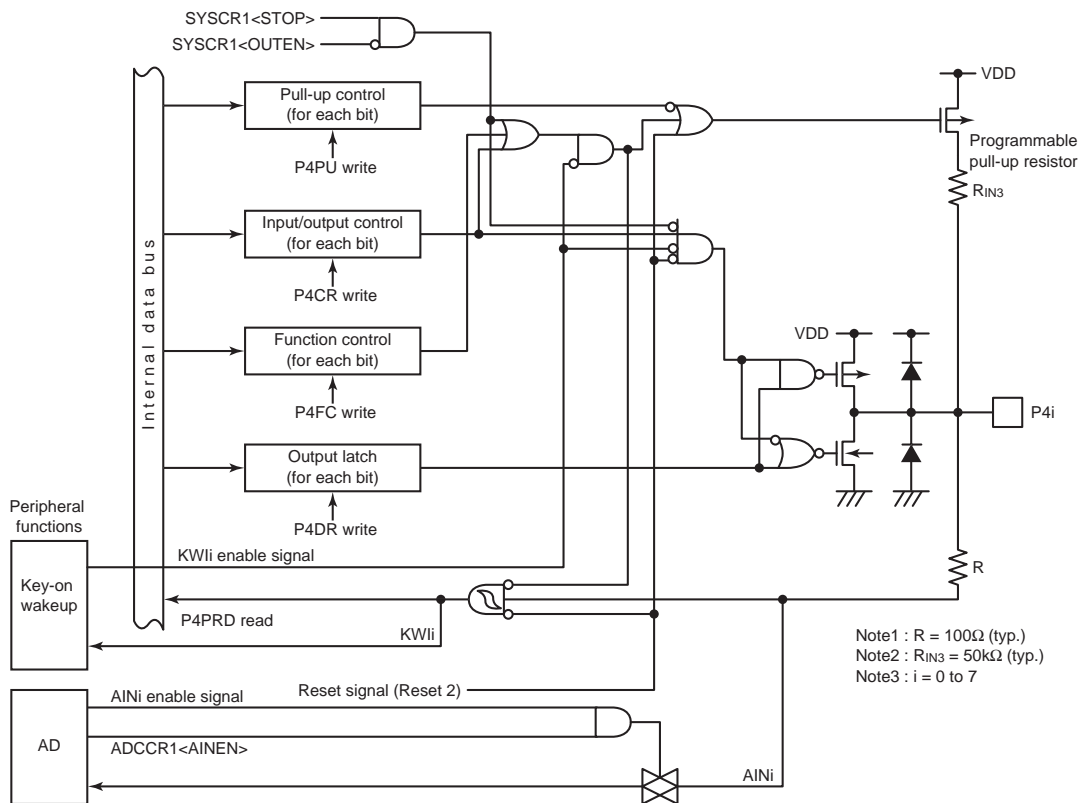 SYSCR1<STOP>
SYSCR1<OUTEN>
Pull-up control
(for each bit)
P4PU write
Input/output control
(for each bit)
P4CR write
Function control
(for each bit)
P4FC write
Output latch
(for each bit)
P4DR write
Internal data bus
VDD
Programmable
pull-up resistor
RIN3
VDD
P4i
R
Peripheral
functions
Key-on
wakeup
KWIi enable signal
P4PRD read
KWIi
Reset signal (Reset 2)
AD
AINi enable signal
ADCCR1<AINEN>
AINi
Note1 : R = 100Ω (typ.)
Note2 : RIN3 = 50kΩ (typ.)
Note3 : i = 0 to 7